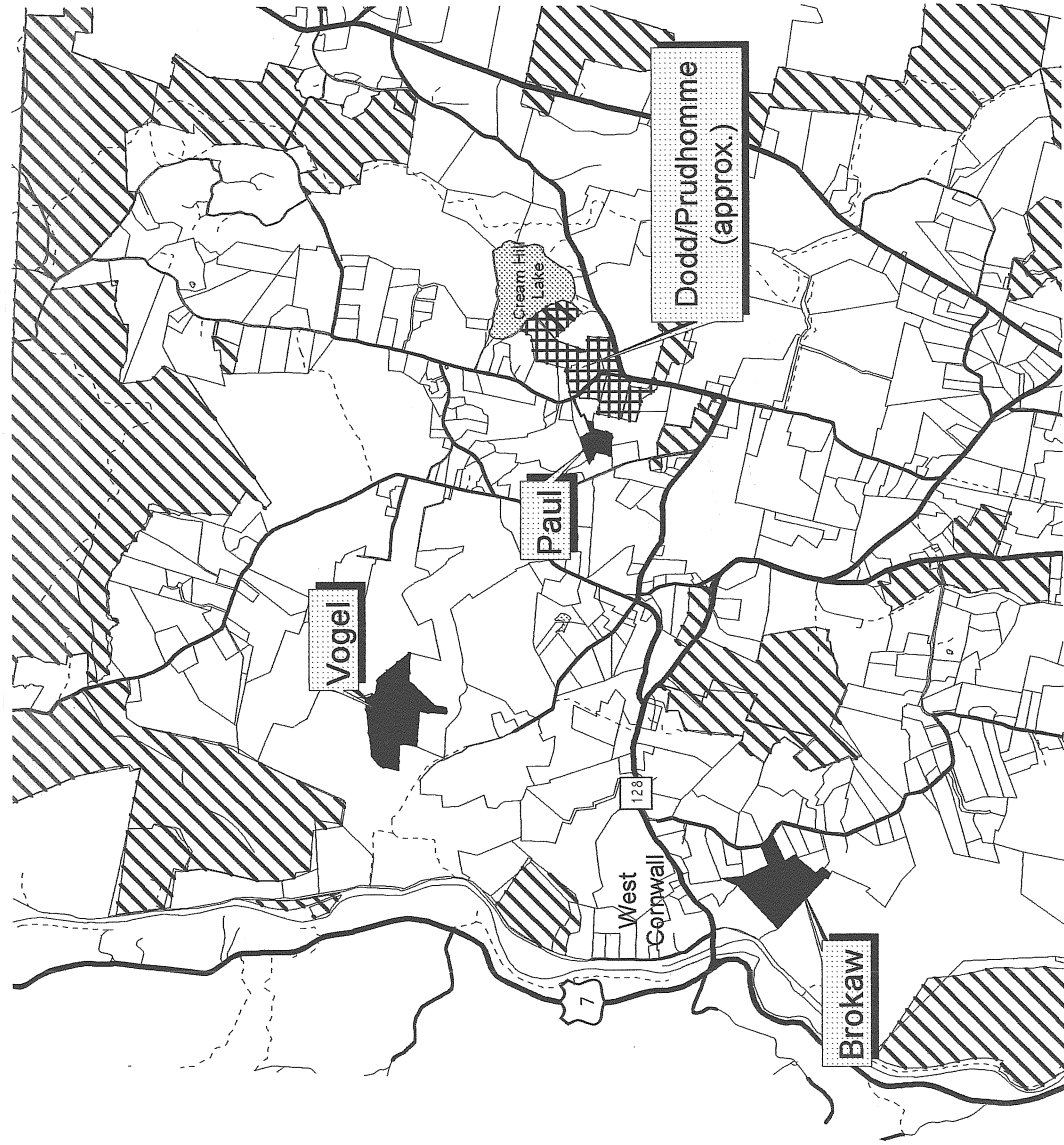 Cream Hill
Lake
Dodd/Prudhomme
(approx.)
Paul
Vogel
128
West
Cornwall
7
Brokaw